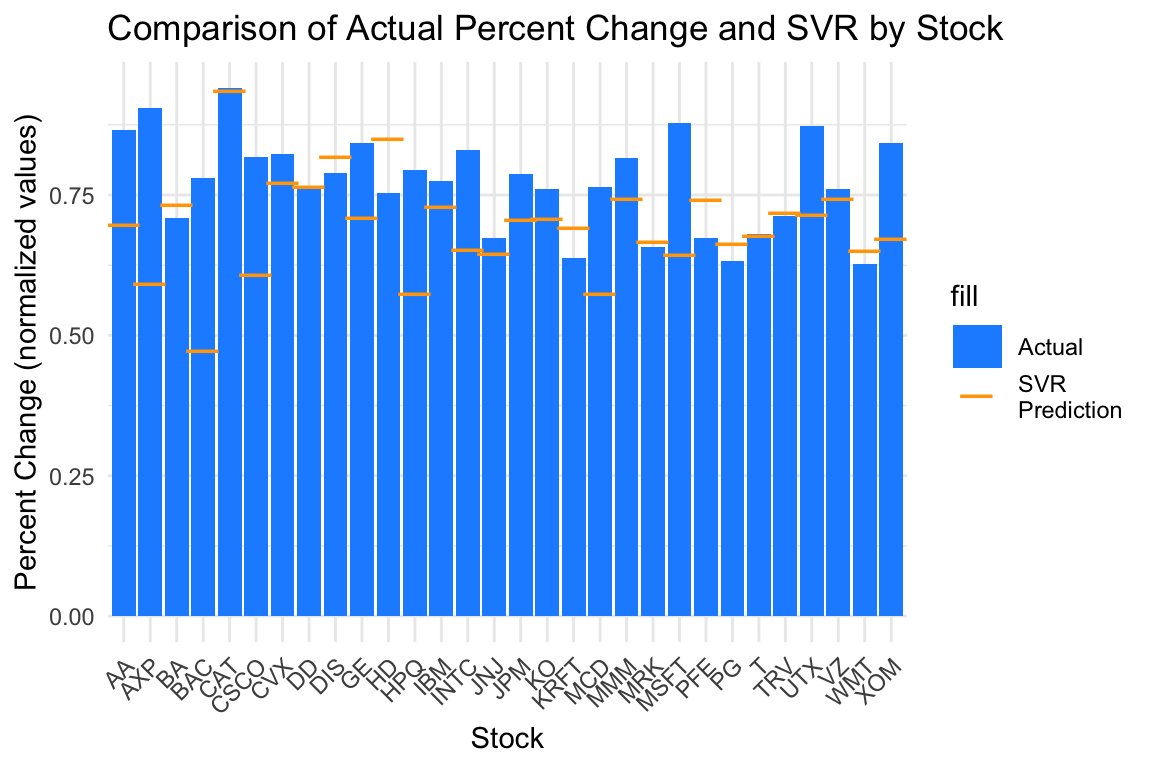 Comparison of Actual Percent Change and SVR by Stock
Percent Change (normalized values)
0.75
0.50
0.25
0.00
AA
AXP
BA
BAC
CAT
CSCO
CVX
DD
DIS
GE
HD
HPQ
IBM
INTC
JNJ
JPM
KO
KRFT
MCD
MMM
MRK
MSFT
PFE
PG
T
TRV
UTX
VZ
WMT
XOM
Stock
fill
Actual
SVR
Prediction